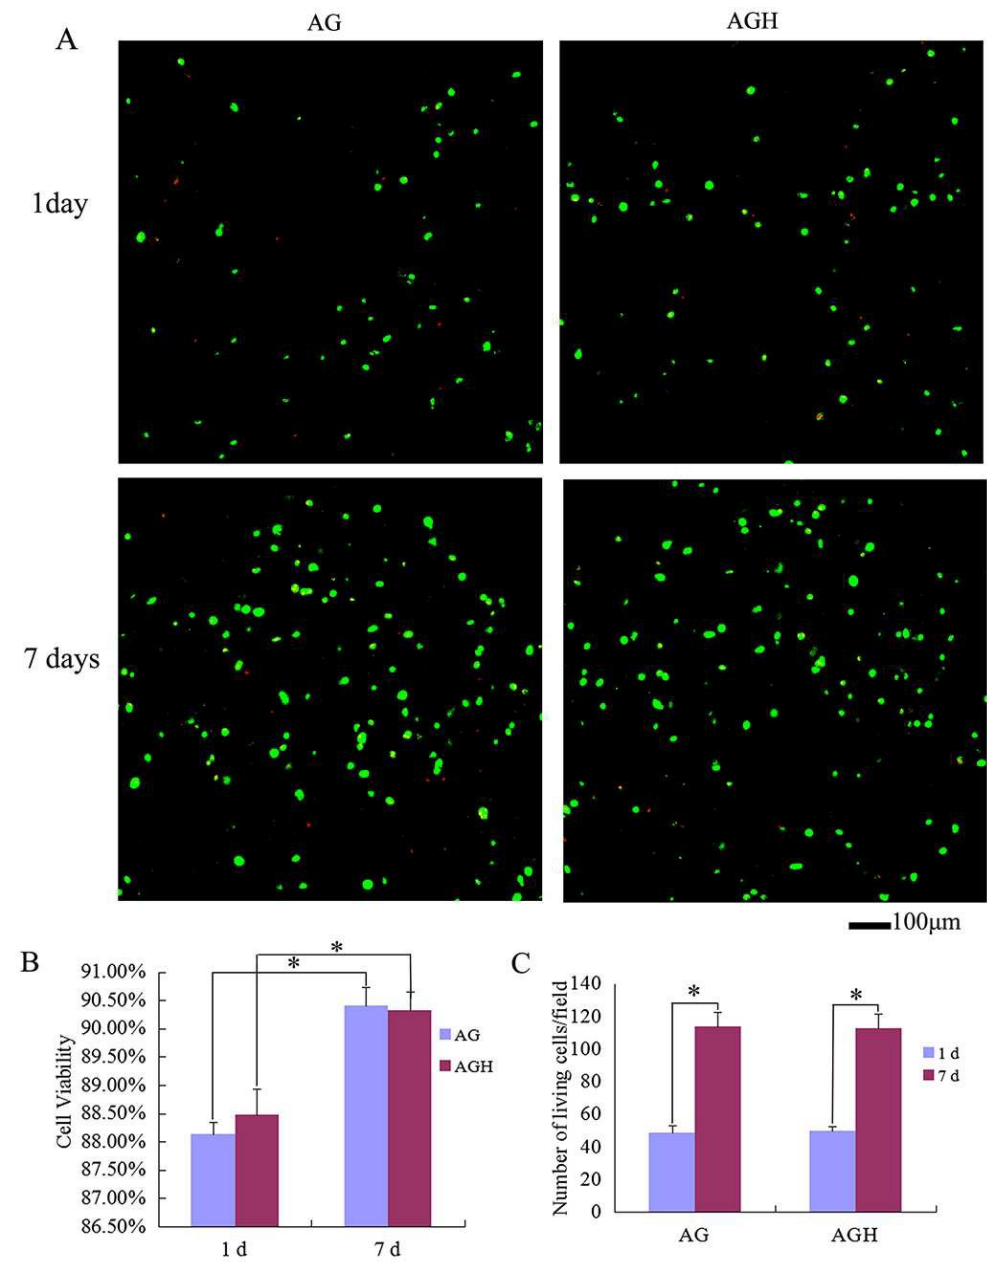 A
AG
AGH
1day
7 days
100μm
B
91.00%
90.50%
90.00%
89.50%
89.00%
88.50%
88.00%
87.50%
87.00%
86.50%
Cell Viability
*
*
AG
AGH
1 d
7 d
C
140
120
100
80
60
40
20
0
Number of living cells/field
*
*
1 d
7 d
AG
AGH